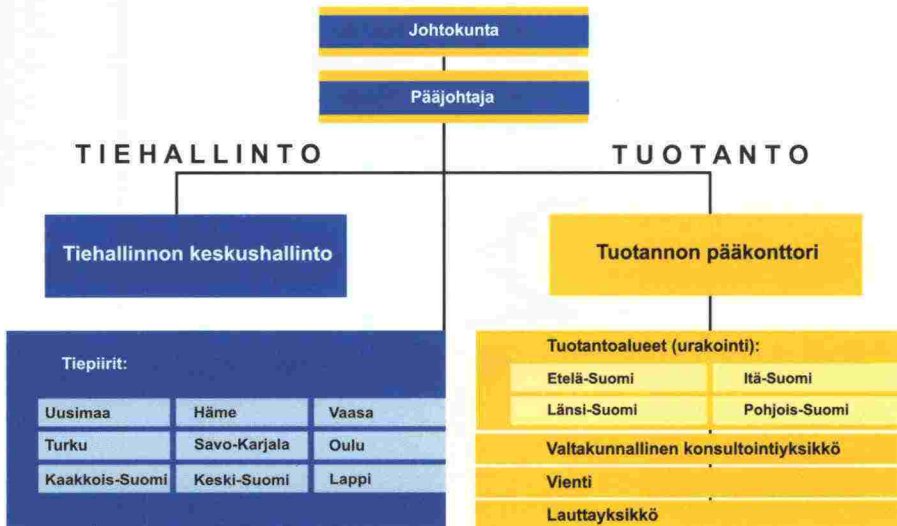 Johtokunta
Pääjohtaja
TIEHALLINTO
TUOTANTO
Tiehallinnon keskushallinto
Tuotannon pääkonttori
Tiepiirit:
Uusimaa Häme Vaasa
Turku Savo-Karjala Oulu
Kaakkois-Suomi Keski-Suomi Lappi
Tuotantoalueet (urakointi):
Etelä-Suomi Itä-Suomi
Länsi-Suomi Pohjois-Suomi
Valtakunnallinen konsultointiyksikkö
Vienti
Lauttayksikkö